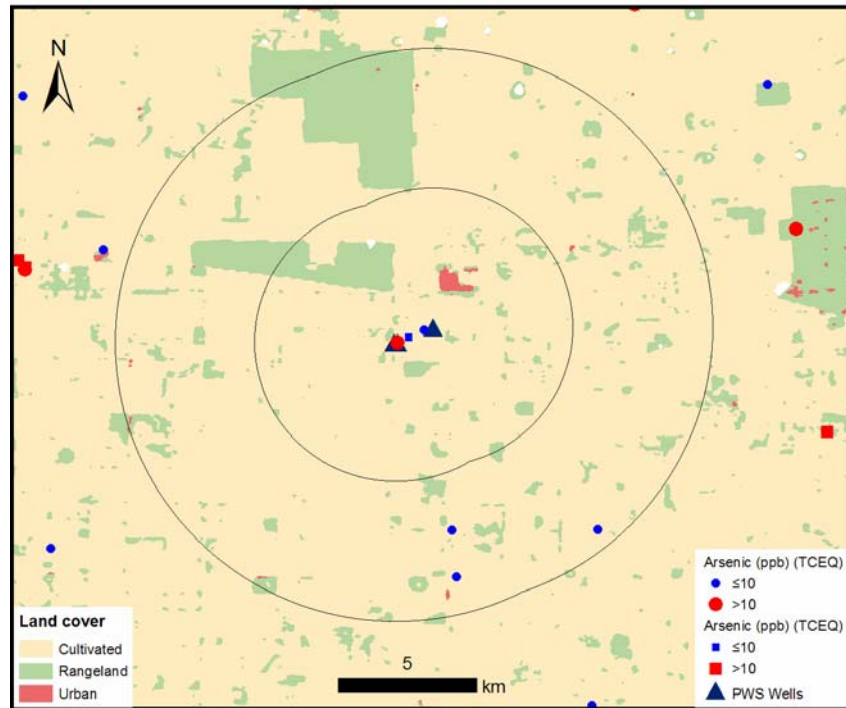 N
Land cover
Cultivated
Rangeland
Urban
5
km
Arsenic (ppb) (TCEQ)
≤10
>10
Arsenic (ppb) (TCEQ)
≤10
>10
PWS Wells